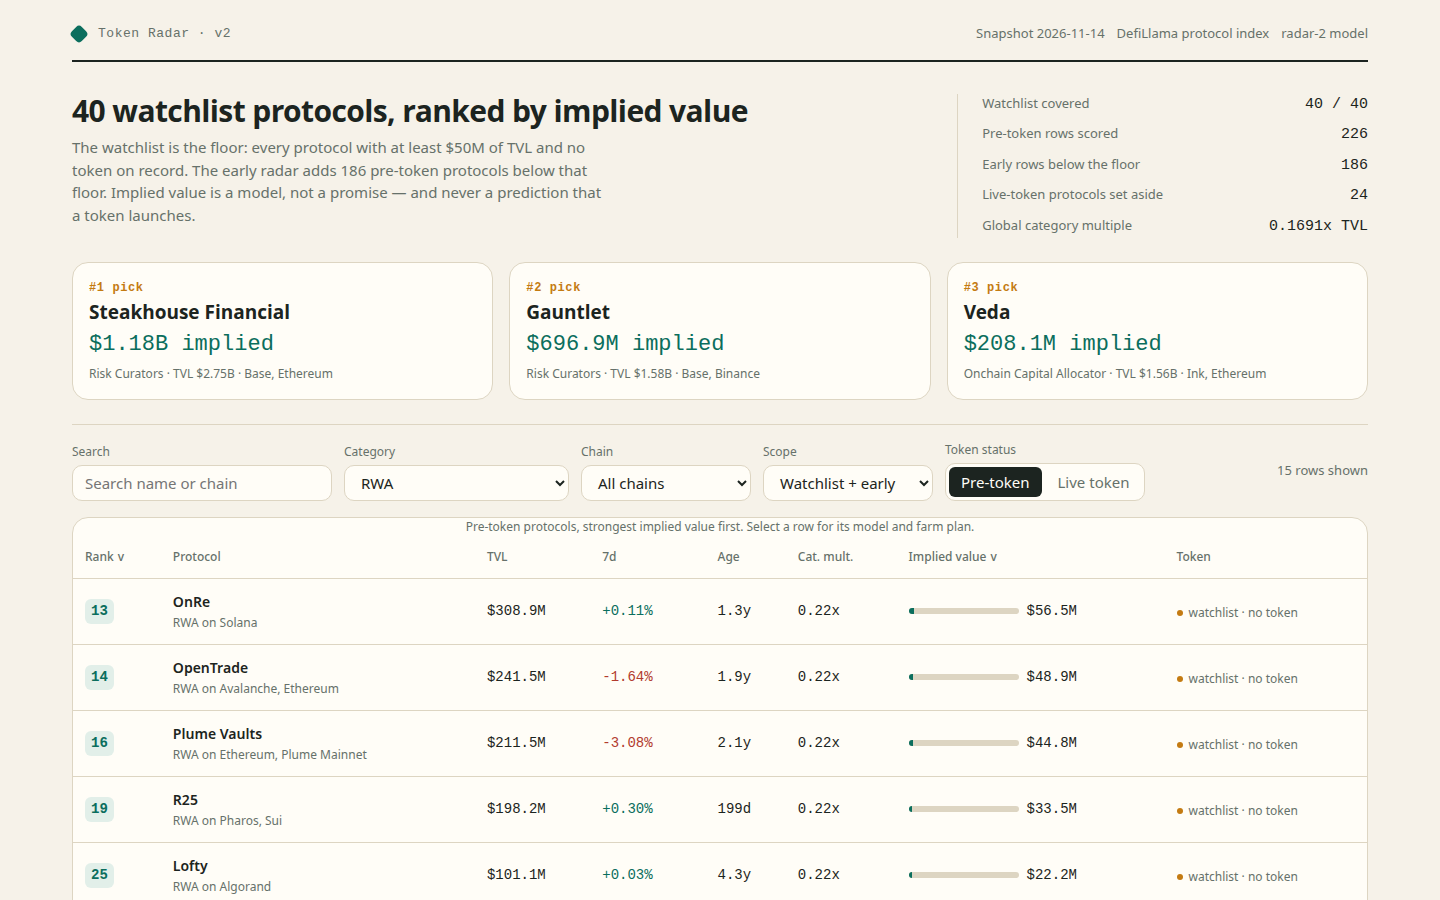 Token Radar · v2
Snapshot 2026-11-14 DefiLlama protocol index radar-2 model
40 watchlist protocols, ranked by implied value
The watchlist is the floor: every protocol with at least $50M of TVL and no
token on record. The early radar adds 186 pre-token protocols below that
floor. Implied value is a model, not a promise — and never a prediction that
a token launches.
Watchlist covered 40 / 40
Pre-token rows scored 226
Early rows below the floor 186
Live-token protocols set aside 24
Global category multiple 0.1691x TVL
#1 pick
Steakhouse Financial
$1.18B implied
Risk Curators · TVL $2.75B · Base, Ethereum
#2 pick
Gauntlet
$696.9M implied
Risk Curators · TVL $1.58B · Base, Binance
#3 pick
Veda
$208.1M implied
Onchain Capital Allocator · TVL $1.56B · Ink, Ethereum
Search Category Chain Scope Token status
Search name or chain RWA All chains Watchlist + early Pre-token Live token
15 rows shown
Pre-token protocols, strongest implied value first. Select a row for its model and farm plan.
Rank v Protocol TVL 7d Age Cat. mult. Implied value v Token
13 OnRe $308.9M +0.11% 1.3y 0.22x $56.5M watchlist · no token
RWA on Solana
14 OpenTrade $241.5M -1.64% 1.9y 0.22x $48.9M watchlist · no token
RWA on Avalanche, Ethereum
16 Plume Vaults $211.5M -3.08% 2.1y 0.22x $44.8M watchlist · no token
RWA on Ethereum, Plume Mainnet
19 R25 $198.2M +0.30% 199d 0.22x $33.5M watchlist · no token
RWA on Pharos, Sui
25 Lofty $101.1M +0.03% 4.3y 0.22x $22.2M watchlist · no token
RWA on Algorand